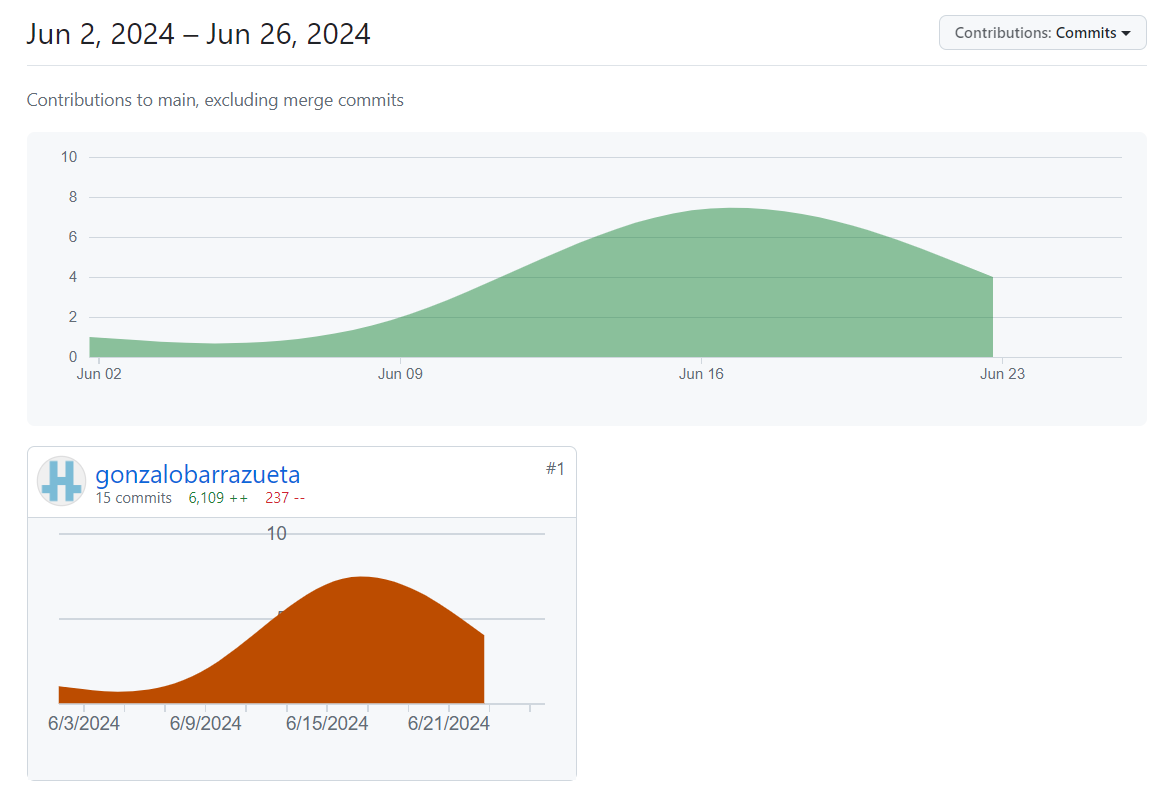 Jun 2, 2024 – Jun 26, 2024
Contributions: Commits
Contributions to main, excluding merge commits
10
8
6
4
2
0
Jun 02 Jun 09 Jun 16 Jun 23
gonzalobarrazueta
#1
15 commits 6,109 ++ 237 --
10
6/3/2024 6/9/2024 6/15/2024 6/21/2024